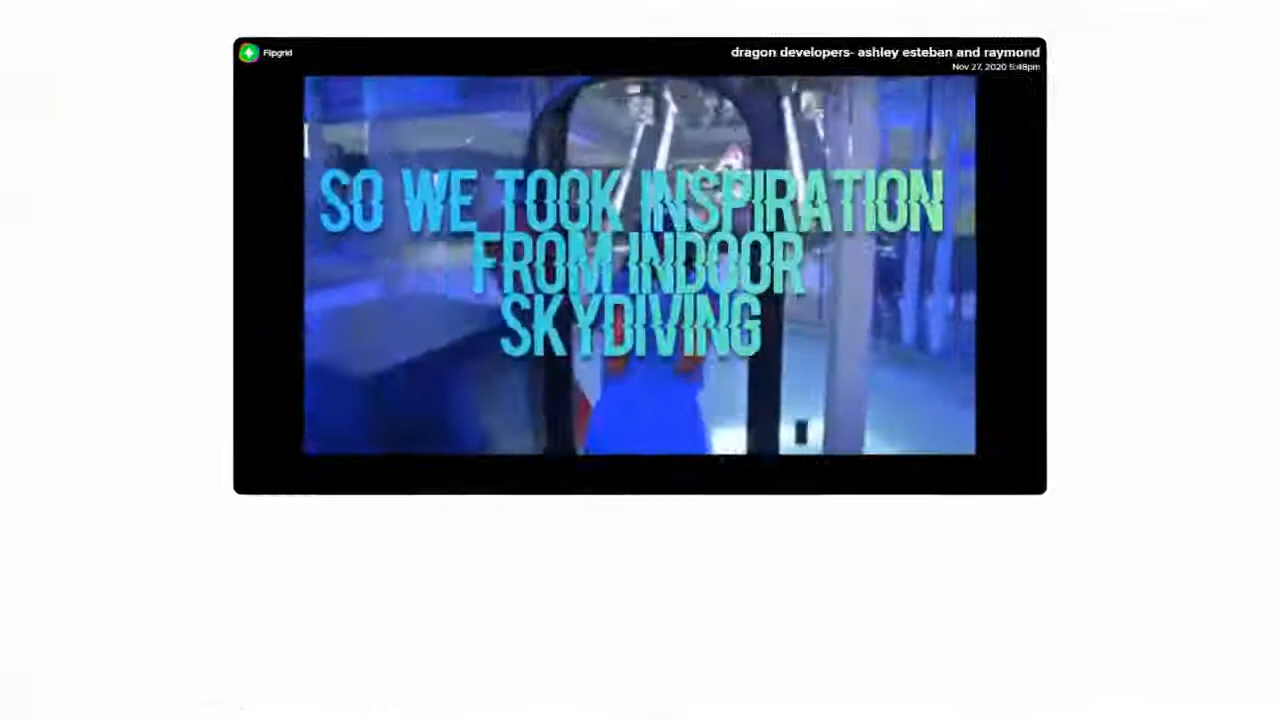 Flipgrid
dragon developers- ashley esteban and raymond
Nov 27, 2020 5:48pm
SO WE TOOK INSPIRATION
FROM INDOOR
SKYDIVING